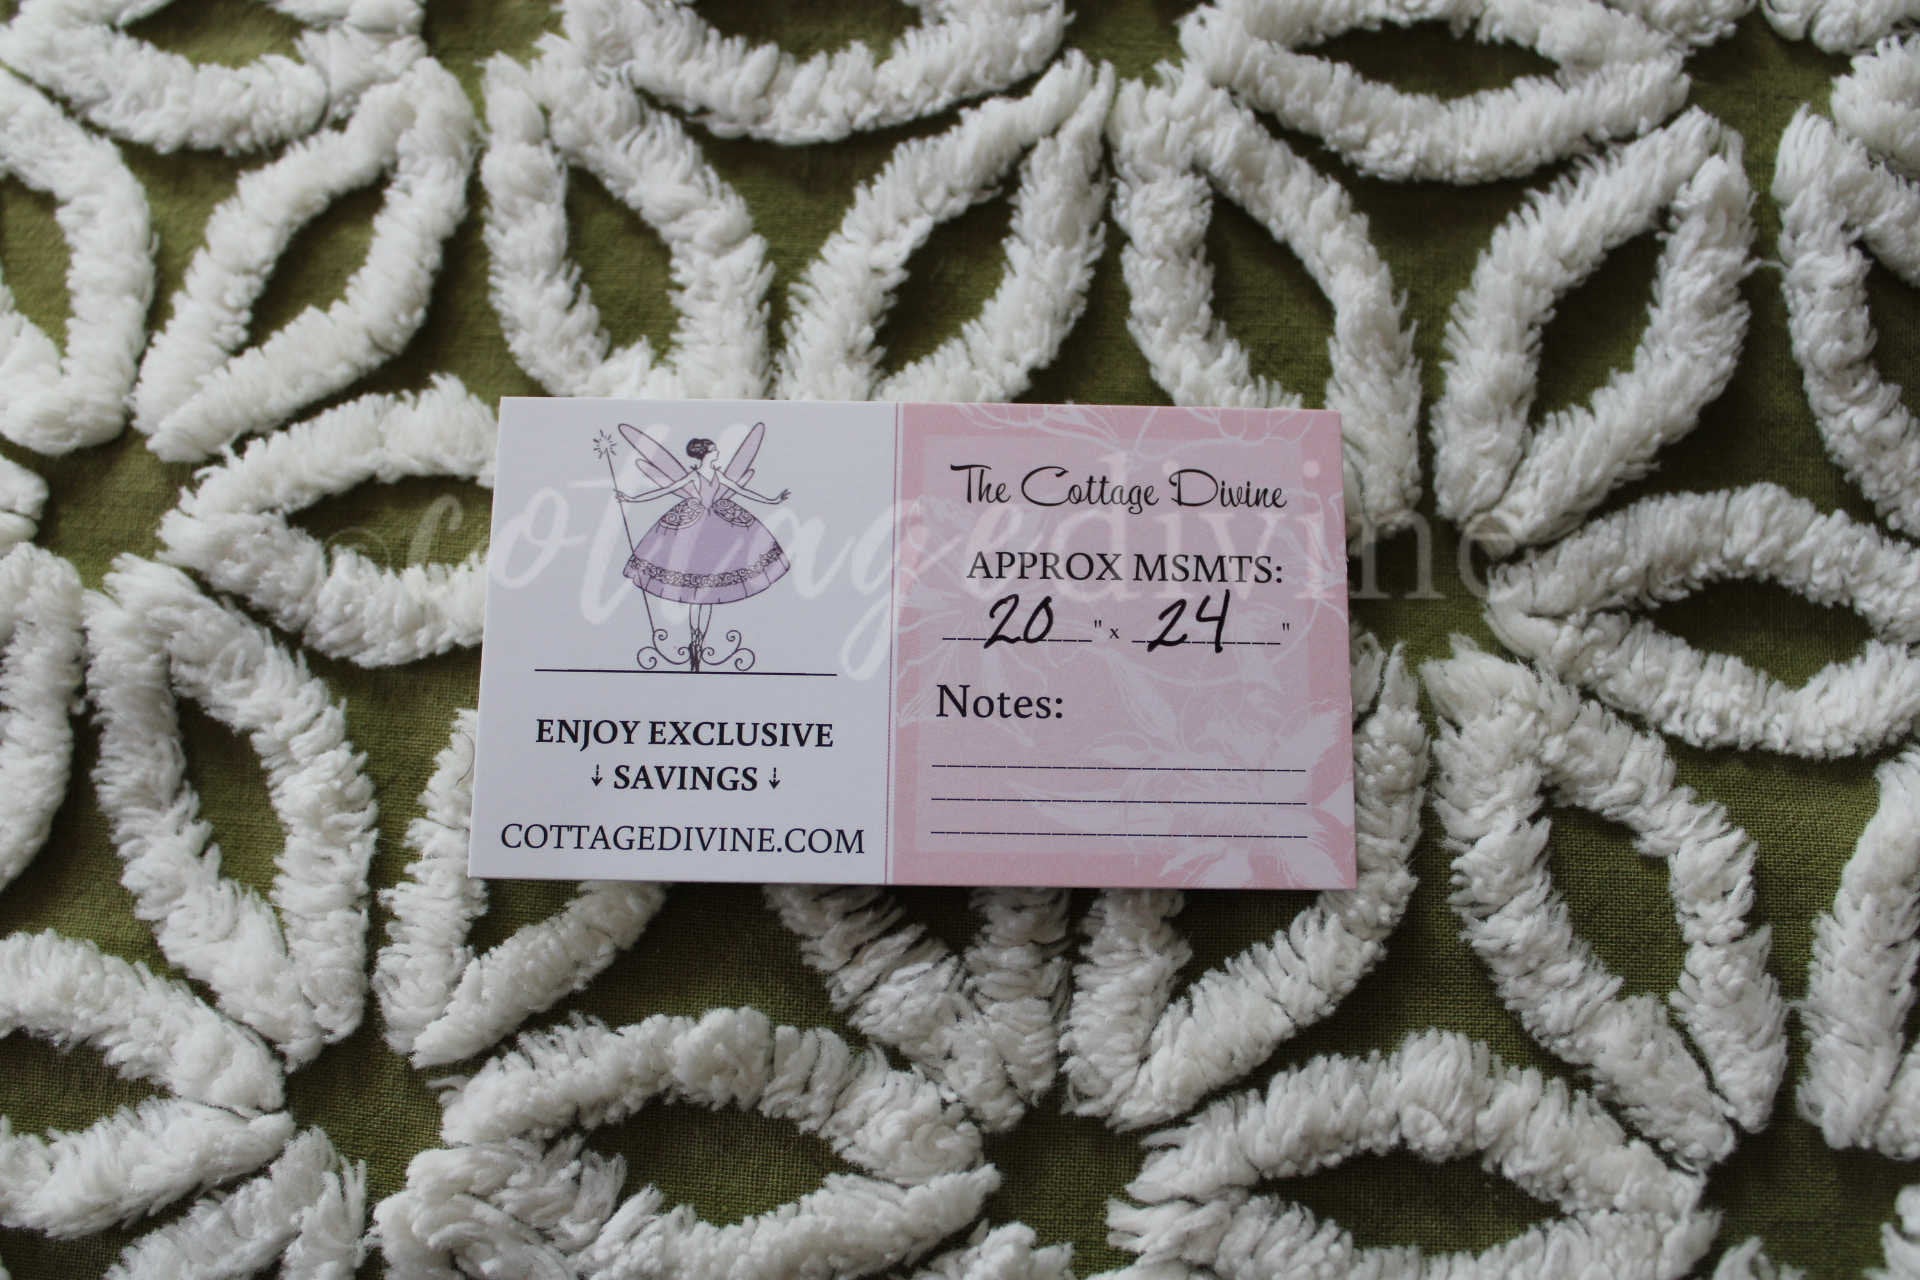 The Cottage Divine
APPROX MSMTS:
20" x 24"
Notes:
ENJOY EXCLUSIVE
↓ SAVINGS ↓
COTTAGEDIVINE.COM
©cottagedivine